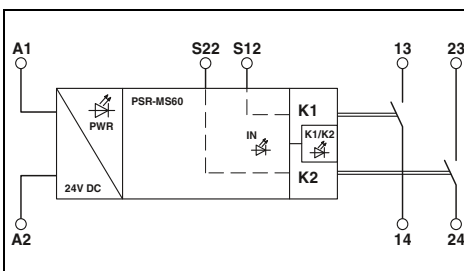 A1 S22 S12 13 23
PSR-MS60
PWR
K1
IN K1/K2
K2
24V DC
A2 14 24